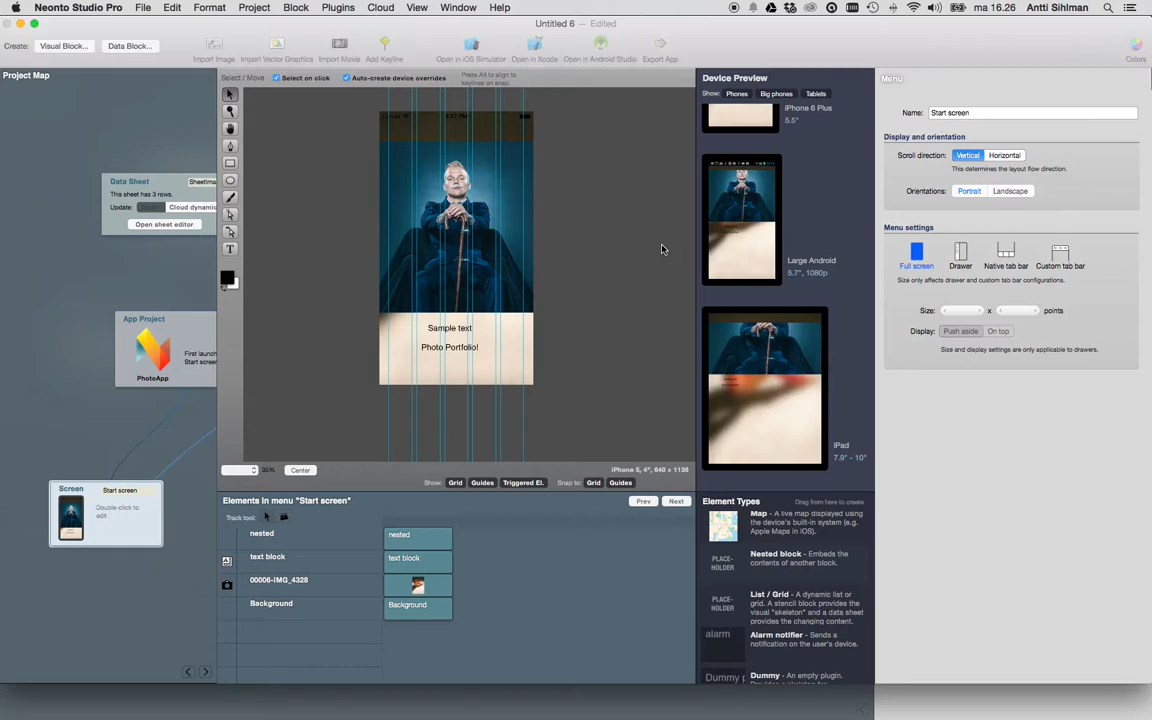 Neonto Studio Pro File Edit Format Project Block Plugins Cloud View Window Help
ma 16.26 Antti Sihlman
Untitled 6 — Edited
Create: Visual Block... Data Block...
Import Image Import Vector Graphics Import Movie Add Keyline Open in iOS Simulator Open in Xcode Open in Android Studio Export App Colors
Project Map
Select / Move Select on click Auto-create device overrides
Press Alt to align to
keylines on snap.
Data Sheet
This sheet has 3 rows.
Update: Cloud dynamic
Open sheet editor
App Project
First launch
Start screen
PhotoApp
Screen Start screen
Double-click to
edit
Sample text
Photo Portfolio!
35% Center iPhone 5, 4", 640 × 1136
Show: Grid Guides Triggered El. Snap to: Grid Guides
Elements in menu "Start screen" Prev Next
Track tool:
nested nested
text block text block
00006-IMG_4328
Background Background
Device Preview
Show: Phones Big phones Tablets
iPhone 6 Plus
5.5"
Large Android
5.7", 1080p
iPad
7.9" - 10"
Element Types Drag from here to create
Map - A live map displayed using
the device's built-in system (e.g.
Apple Maps in iOS).
PLACE-
HOLDER
Nested block - Embeds the
contents of another block.
PLACE-
HOLDER
List / Grid - A dynamic list or
grid. A stencil block provides the
visual "skeleton" and a data sheet
provides the changing content.
alarm
Alarm notifier - Sends a
notification on the user's device.
Dummy p
Dummy - An empty plugin.
Menu
Name: Start screen
Display and orientation
Scroll direction: Vertical Horizontal
This determines the layout flow direction.
Orientations: Portrait Landscape
Menu settings
Full screen Drawer Native tab bar Custom tab bar
Size only affects drawer and custom tab bar configurations.
Size: x points
Display: Push aside On top
Size and display settings are only applicable to drawers.